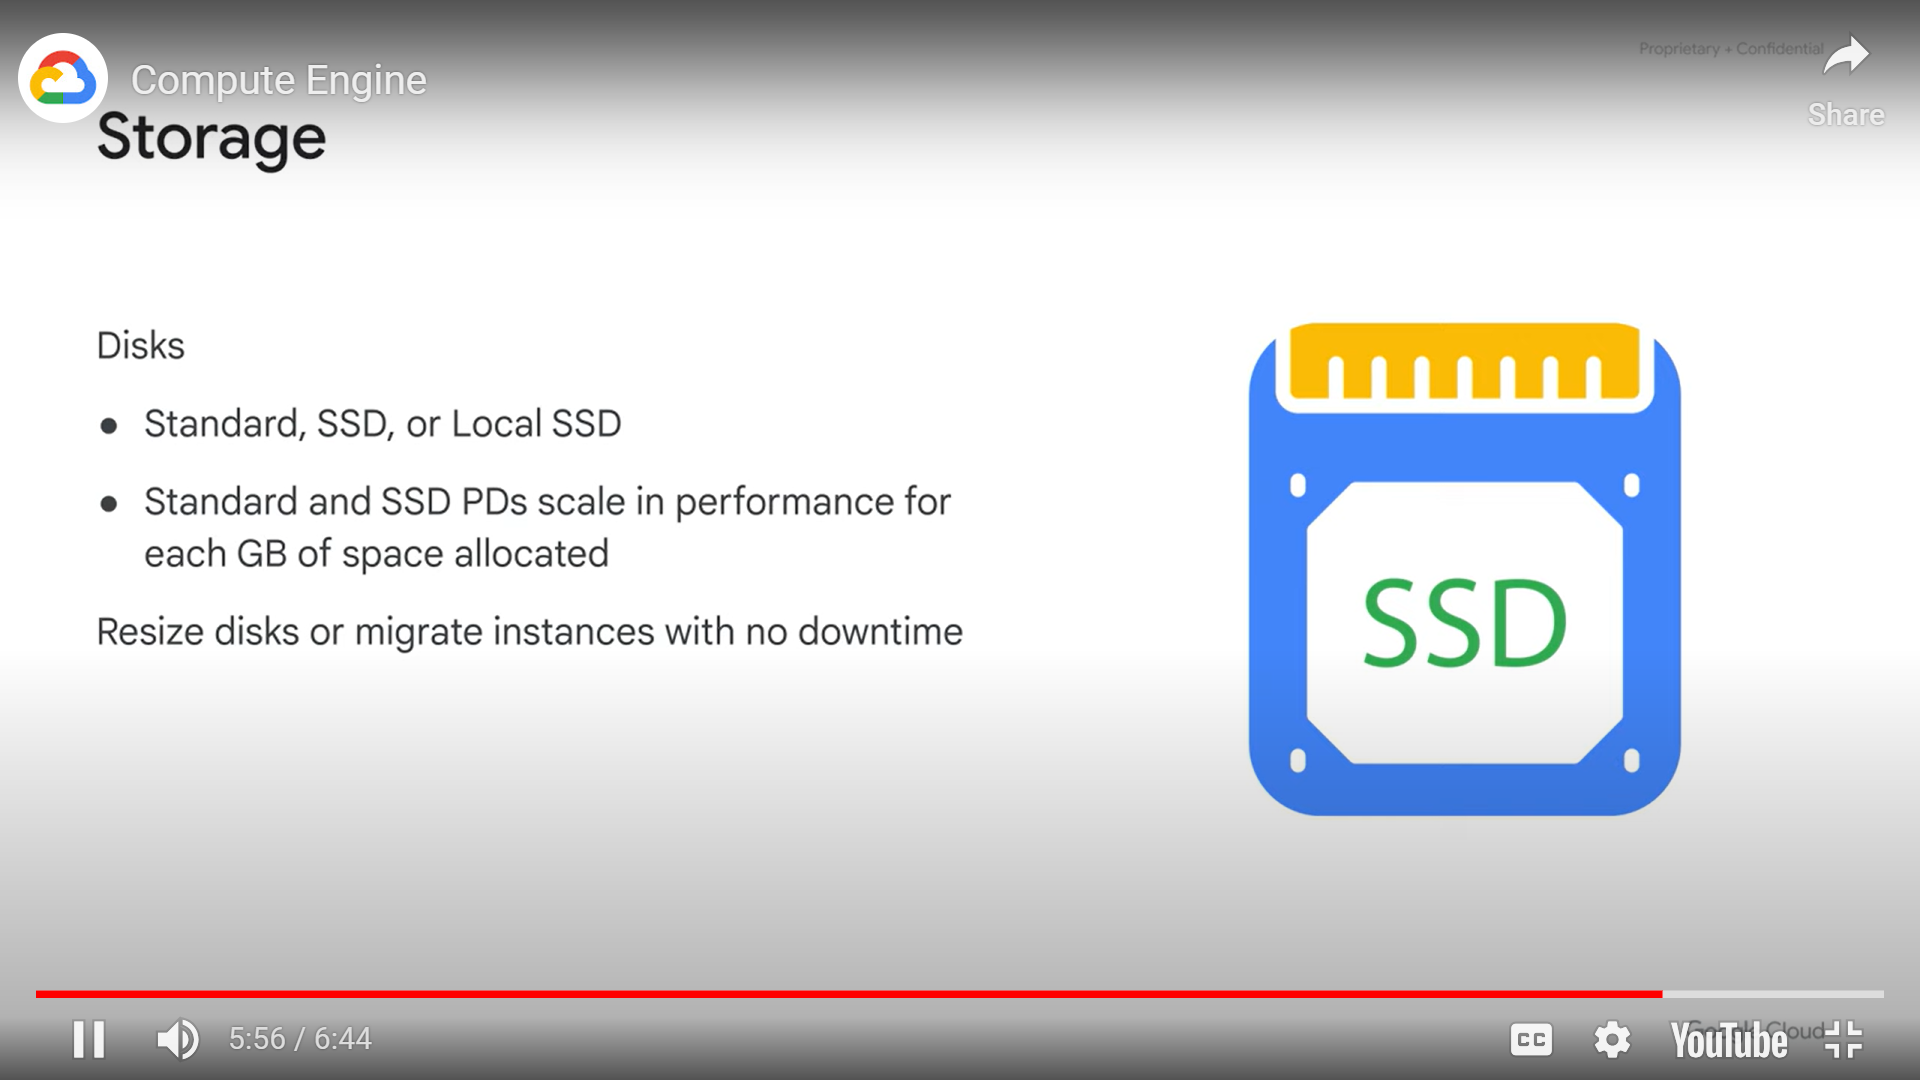 Proprietary + Confidential
Compute Engine
Share
Storage
Disks
● Standard, SSD, or Local SSD
● Standard and SSD PDs scale in performance for
each GB of space allocated
Resize disks or migrate instances with no downtime
SSD
5:56 / 6:44
CC
YouTube
Google Cloud